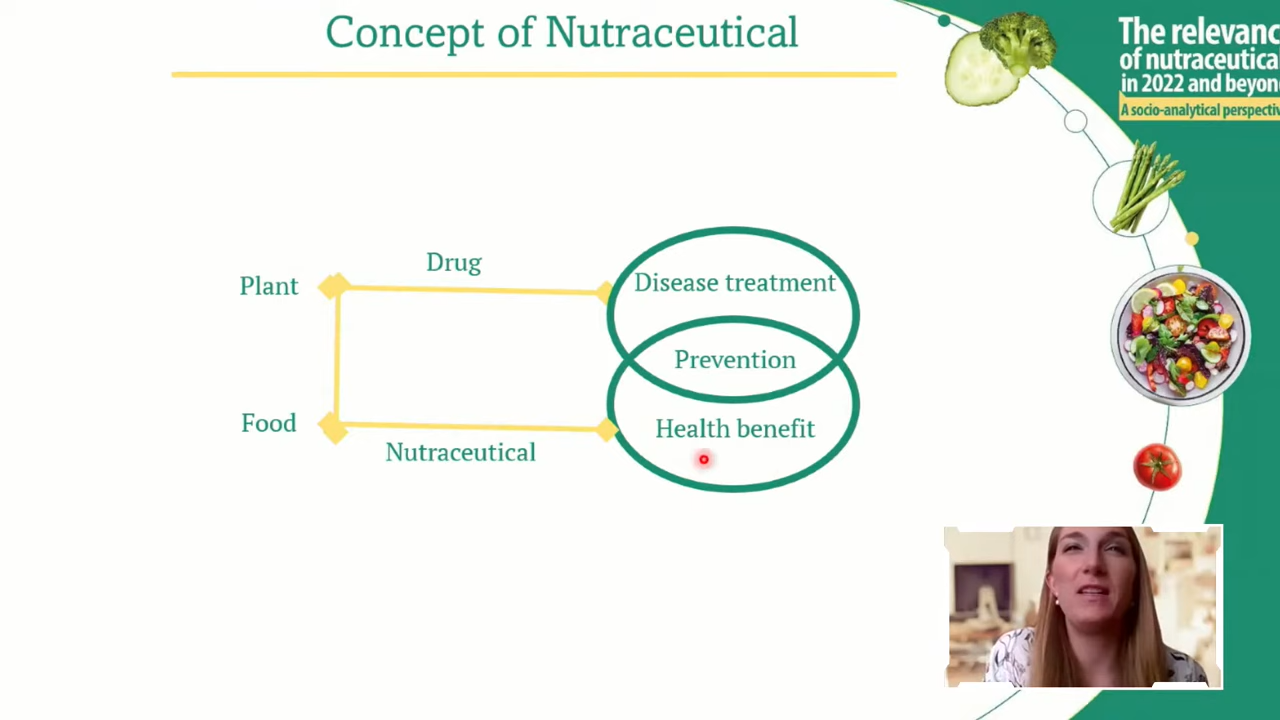 Concept of Nutraceutical
The relevanc
of nutraceutica
in 2022 and beyon
A socio-analytical perspectiv
Drug
Plant
Disease treatment
Prevention
Food
Health benefit
Nutraceutical